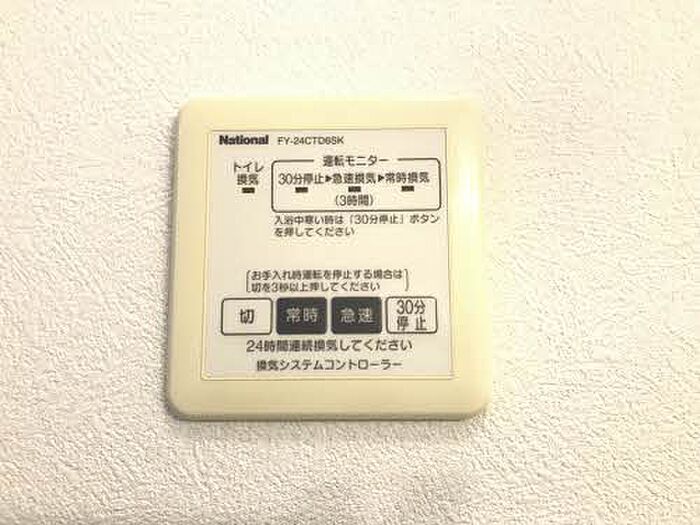 National FY-24CTD6SK
トイレ
換気
運転モニター
30分停止▶急速換気▶常時換気
(3時間)
入浴中寒い時は「30分停止」ボタン
を押してください
お手入れ時運転を停止する場合は
切を3秒以上押してください
切 常時 急速 30分
停止
24時間連続換気してください
換気システムコントローラー